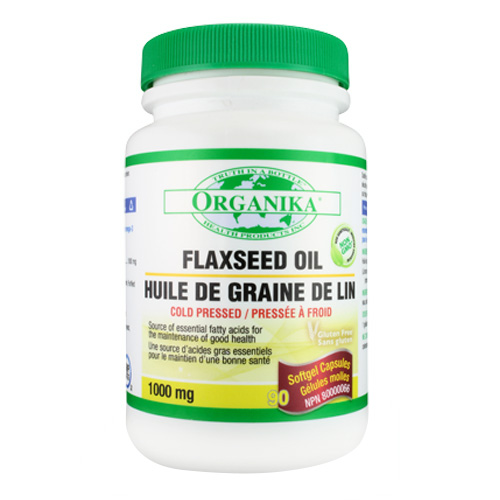 TRUTH IN A BOTTLE
ORGANIKA®
HEALTH PRODUCTS INC.
FLAXSEED OIL
HUILE DE GRAINE DE LIN
COLD PRESSED / PRESSÉE À FROID
Source of essential fatty acids for
the maintenance of good health
Une source d'acides gras essentiels
pour le maintien d'une bonne santé
NON
GMO
Gluten Free
Sans gluten
1000 mg
90
Softgel Capsules
Gélules molles
NPN 80000066